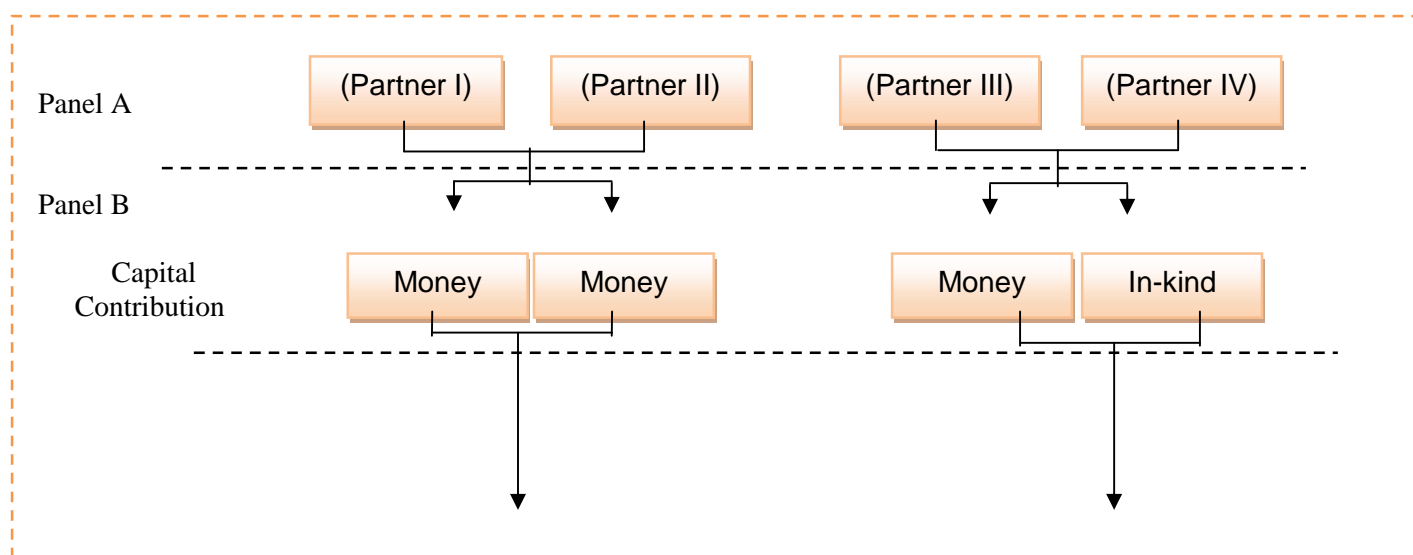 (Partner I)
(Partner II)
(Partner III)
(Partner IV)
Panel A
Panel B
Capital
Contribution
Money
Money
Money
In-kind